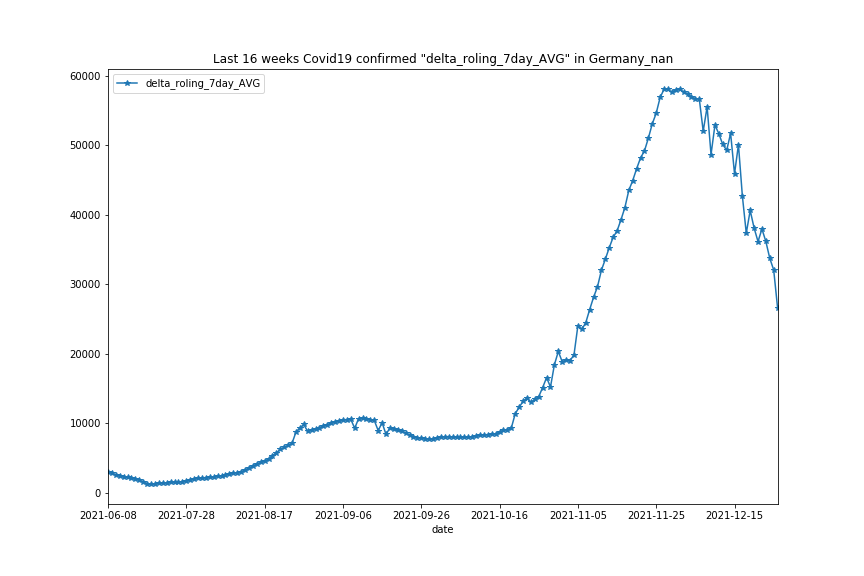 Last 16 weeks Covid19 confirmed "delta_roling_7day_AVG" in Germany_nan
delta_roling_7day_AVG
60000
50000
40000
30000
20000
10000
0
2021-06-08 2021-07-28 2021-08-17 2021-09-06 2021-09-26 2021-10-16 2021-11-05 2021-11-25 2021-12-15
date